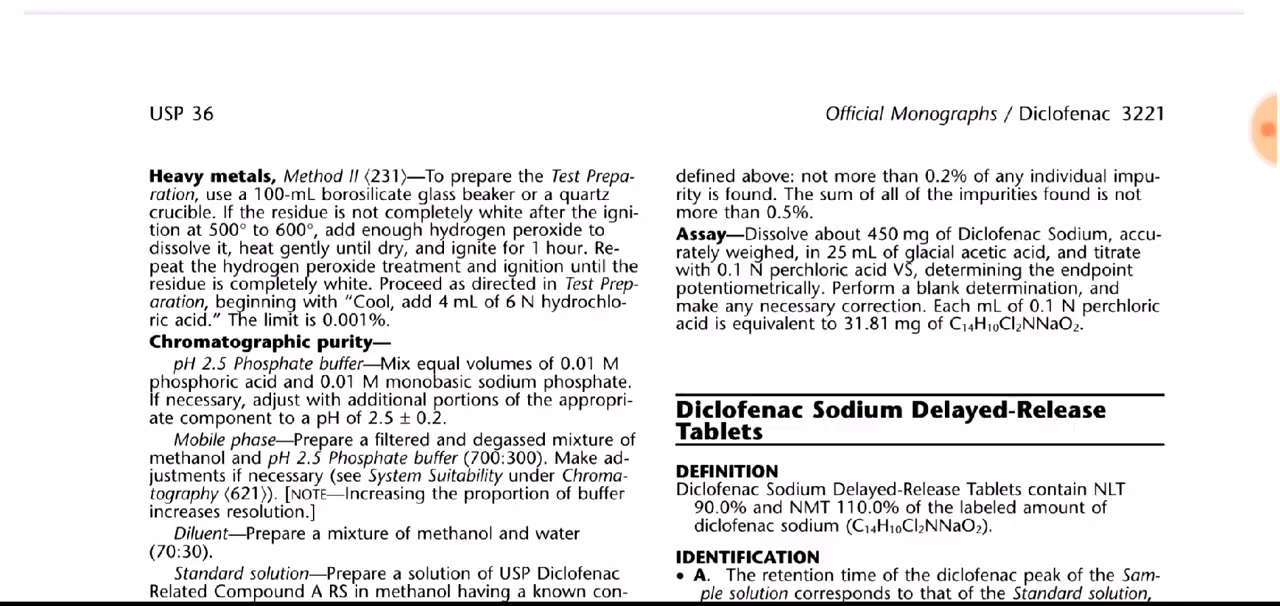 USP 36
Official Monographs / Diclofenac 3221
Heavy metals, Method II ⟨231⟩—To prepare the Test Prepa-
ration, use a 100-mL borosilicate glass beaker or a quartz
crucible. If the residue is not completely white after the igni-
tion at 500° to 600°, add enough hydrogen peroxide to
dissolve it, heat gently until dry, and ignite for 1 hour. Re-
peat the hydrogen peroxide treatment and ignition until the
residue is completely white. Proceed as directed in Test Prep-
aration, beginning with “Cool, add 4 mL of 6 N hydrochlo-
ric acid.” The limit is 0.001%.
Chromatographic purity—
pH 2.5 Phosphate buffer—Mix equal volumes of 0.01 M
phosphoric acid and 0.01 M monobasic sodium phosphate.
If necessary, adjust with additional portions of the appropri-
ate component to a pH of 2.5 ± 0.2.
Mobile phase—Prepare a filtered and degassed mixture of
methanol and pH 2.5 Phosphate buffer (700:300). Make ad-
justments if necessary (see System Suitability under Chroma-
tography ⟨621⟩). [NOTE—Increasing the proportion of buffer
increases resolution.]
Diluent—Prepare a mixture of methanol and water
(70:30).
Standard solution—Prepare a solution of USP Diclofenac
Related Compound A RS in methanol having a known con-
defined above: not more than 0.2% of any individual impu-
rity is found. The sum of all of the impurities found is not
more than 0.5%.
Assay—Dissolve about 450 mg of Diclofenac Sodium, accu-
rately weighed, in 25 mL of glacial acetic acid, and titrate
with 0.1 N perchloric acid VS, determining the endpoint
potentiometrically. Perform a blank determination, and
make any necessary correction. Each mL of 0.1 N perchloric
acid is equivalent to 31.81 mg of C₁₄H₁₀Cl₂NNaO₂.
Diclofenac Sodium Delayed-Release
Tablets
DEFINITION
Diclofenac Sodium Delayed-Release Tablets contain NLT
90.0% and NMT 110.0% of the labeled amount of
diclofenac sodium (C₁₄H₁₀Cl₂NNaO₂).
IDENTIFICATION
• A. The retention time of the diclofenac peak of the Sam-
ple solution corresponds to that of the Standard solution,